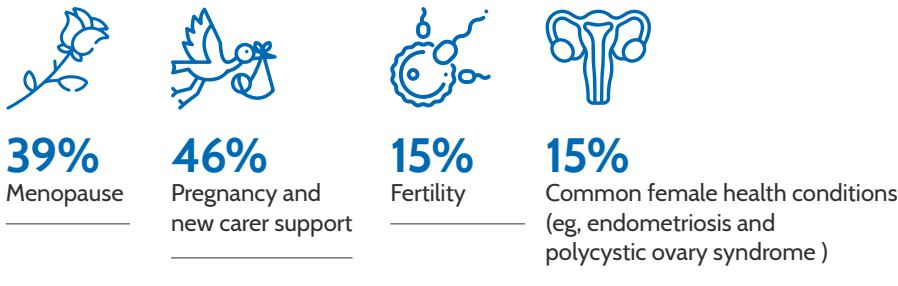 39%
Menopause
46%
Pregnancy and
new carer support
15%
Fertility
15%
Common female health conditions
(eg, endometriosis and
polycystic ovary syndrome )